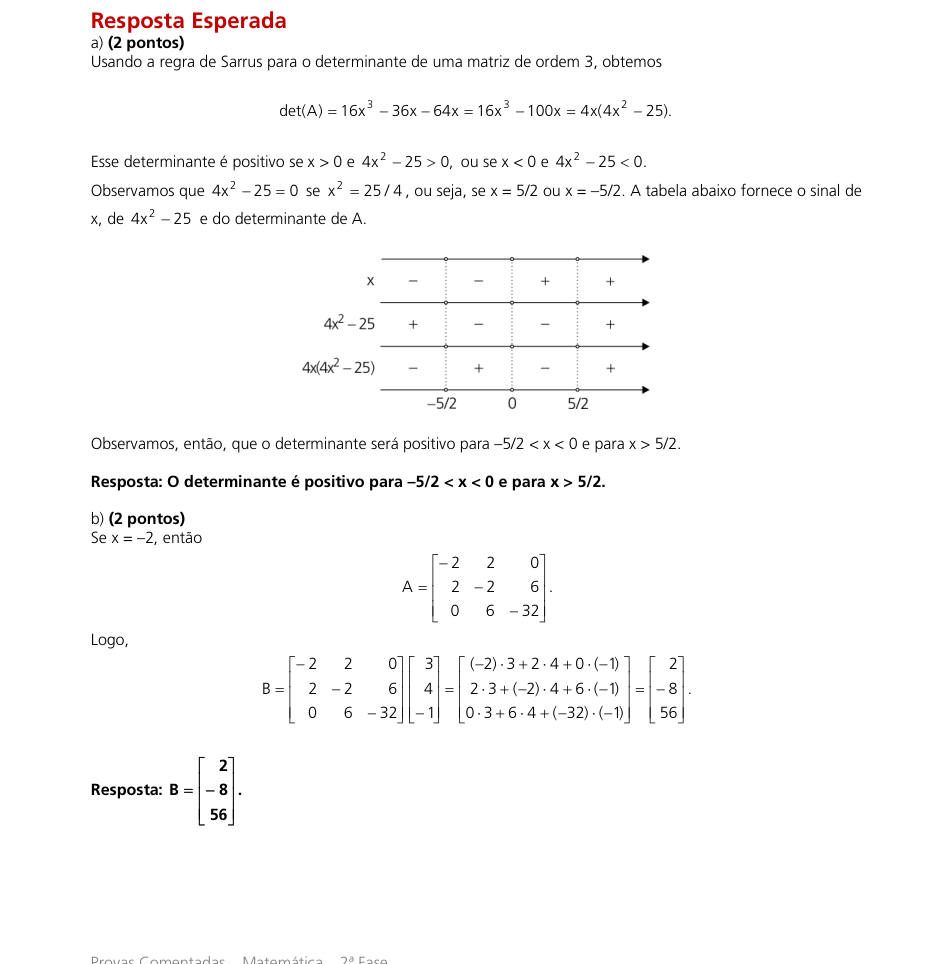 Resposta Esperada
a) (2 pontos)
Usando a regra de Sarrus para o determinante de uma matriz de ordem 3, obtemos
det(A) = 16x³ − 36x − 64x = 16x³ − 100x = 4x(4x² − 25).
Esse determinante é positivo se x > 0 e 4x² − 25 > 0, ou se x < 0 e 4x² − 25 < 0.
Observamos que 4x² − 25 = 0 se x² = 25 / 4, ou seja, se x = 5/2 ou x = −5/2. A tabela abaixo fornece o sinal de
x, de 4x² − 25 e do determinante de A.
x − − + +
4x² − 25 + − − +
4x(4x² − 25) − + − +
−5/2 0 5/2
Observamos, então, que o determinante será positivo para −5/2 < x < 0 e para x > 5/2.
Resposta: O determinante é positivo para −5/2 < x < 0 e para x > 5/2.
b) (2 pontos)
Se x = −2, então
−2 2 0
A = 2 −2 6 .
0 6 −32
Logo,
−2 2 0 3 (−2)·3 + 2·4 + 0·(−1) 2
B = 2 −2 6 4 = 2·3 + (−2)·4 + 6·(−1) = −8 .
0 6 −32 −1 0·3 + 6·4 + (−32)·(−1) 56
2
Resposta: B = −8 .
56
Provas Comentadas Matemática 2ª Fase